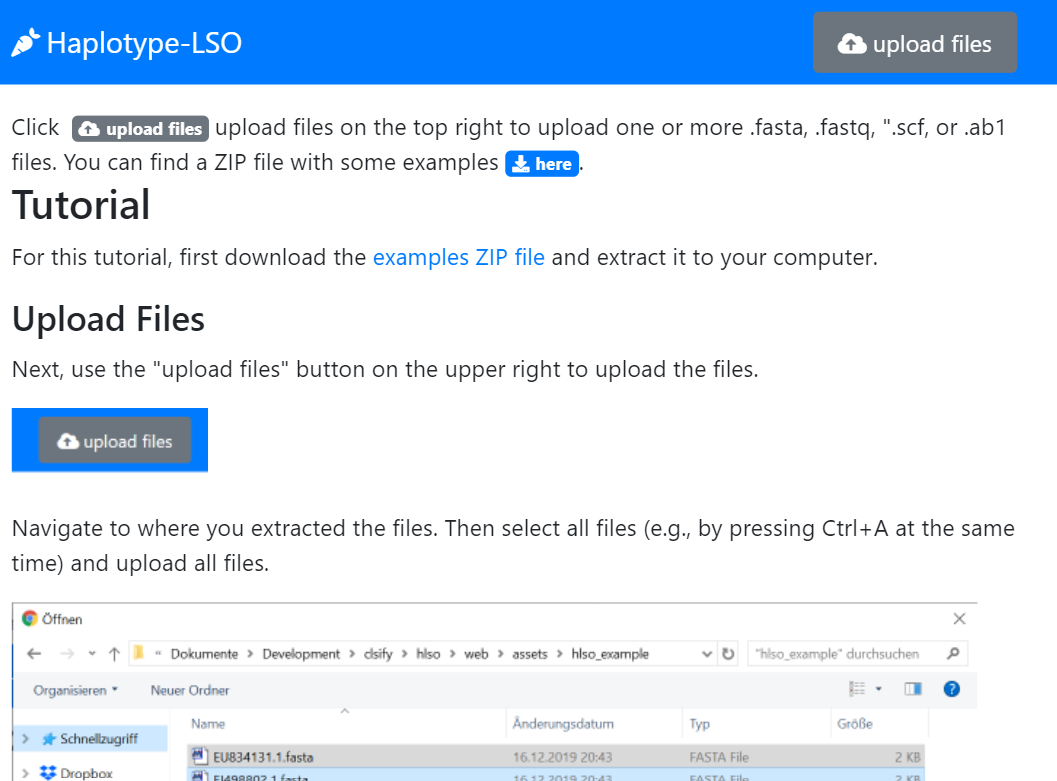 Haplotype-LSO
upload files
Click upload files upload files on the top right to upload one or more .fasta, .fastq, ".scf, or .ab1
files. You can find a ZIP file with some examples here.
Tutorial
For this tutorial, first download the examples ZIP file and extract it to your computer.
Upload Files
Next, use the "upload files" button on the upper right to upload the files.
upload files
Navigate to where you extracted the files. Then select all files (e.g., by pressing Ctrl+A at the same
time) and upload all files.
Öffnen
« Dokumente > Development > clsify > hlso > web > assets > hlso_example
"hlso_example" durchsuchen
Organisieren Neuer Ordner
Name Änderungsdatum Typ Größe
Schnellzugriff
EU834131.1.fasta 16.12.2019 20:43 FASTA File 2 KB
Dropbox
FJ498802.1.fasta 16.12.2019 20:43 FASTA File 2 KB